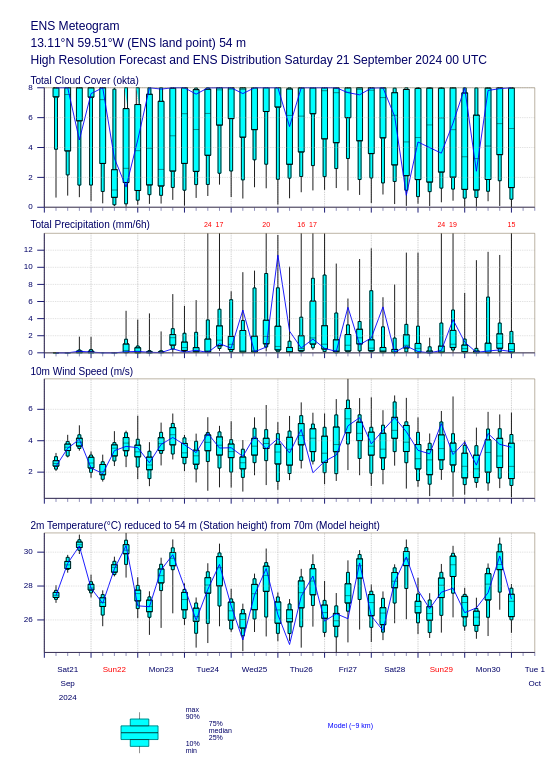 ENS Meteogram
13.11°N 59.51°W (ENS land point) 54 m
High Resolution Forecast and ENS Distribution Saturday 21 September 2024 00 UTC
Total Cloud Cover (okta)
8
6
4
2
0
Total Precipitation (mm/6h)
24 17 20 16 17 24 19 15
12
10
8
6
4
2
0
10m Wind Speed (m/s)
6
4
2
2m Temperature(°C) reduced to 54 m (Station height) from 70m (Model height)
30
28
26
Sat21 Sun22 Mon23 Tue24 Wed25 Thu26 Fri27 Sat28 Sun29 Mon30 Tue 1
Sep Oct
2024
max
90%
75%
median
25%
10%
min
Model (~9 km)